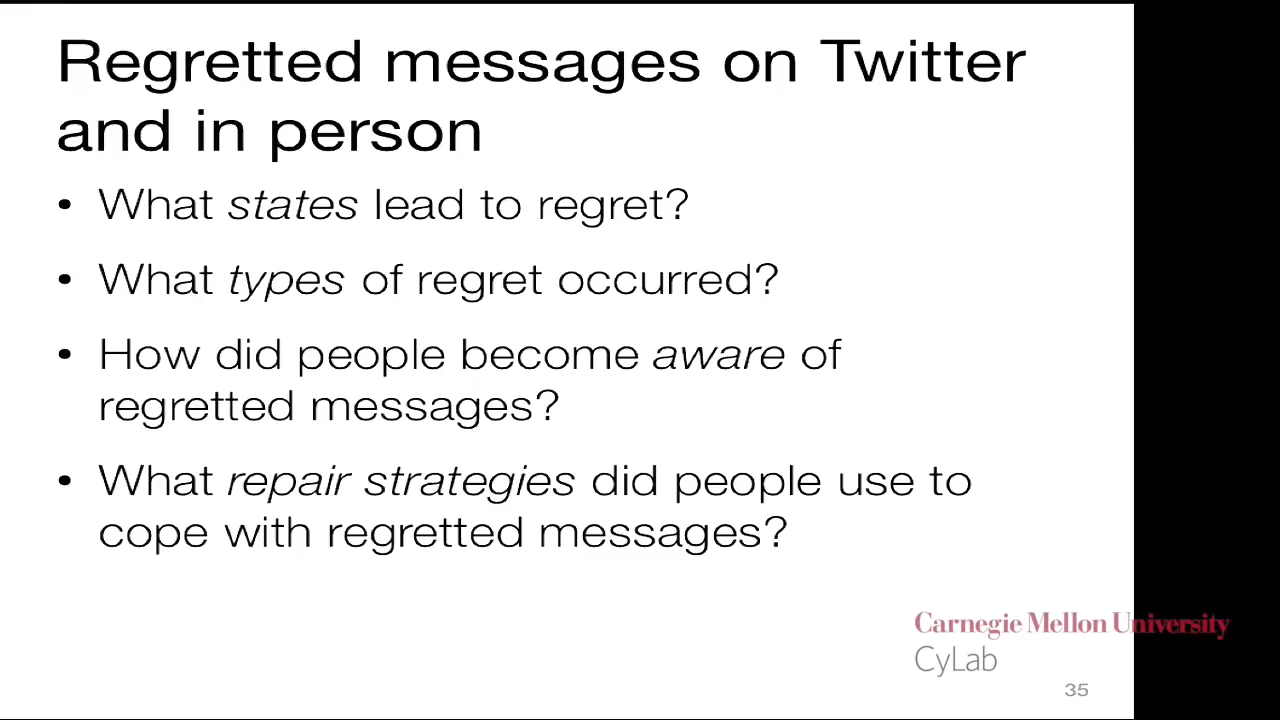 Regretted messages on Twitter
and in person
• What states lead to regret?
• What types of regret occurred?
• How did people become aware of
regretted messages?
• What repair strategies did people use to
cope with regretted messages?
Carnegie Mellon University
CyLab
35